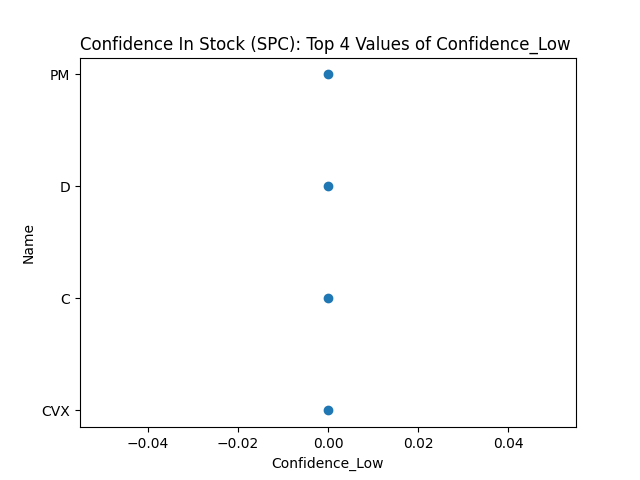 Confidence In Stock (SPC): Top 4 Values of Confidence_Low
PM
D
C
CVX
Name
−0.04
−0.02
0.00
0.02
0.04
Confidence_Low